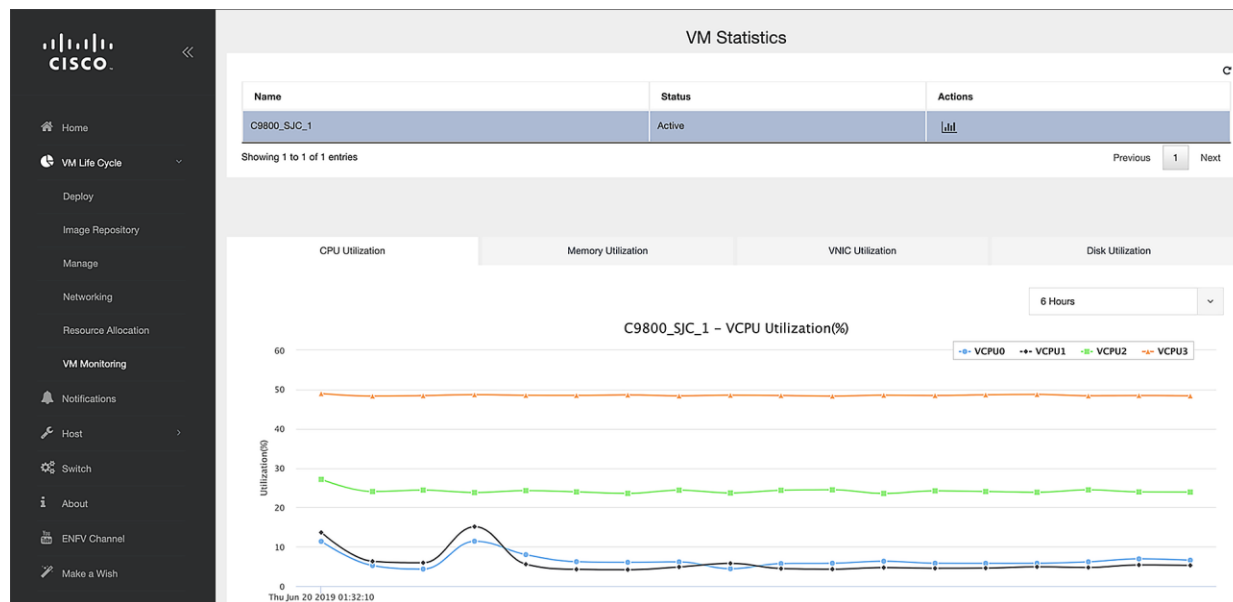 CISCO
VM Statistics
Name Status Actions
C9800_SJC_1 Active
Showing 1 to 1 of 1 entries Previous 1 Next
Home
VM Life Cycle
Deploy
Image Repository
Manage
Networking
Resource Allocation
VM Monitoring
Notifications
Host
Switch
About
ENFV Channel
Make a Wish
CPU Utilization Memory Utilization VNIC Utilization Disk Utilization
6 Hours
C9800_SJC_1 – VCPU Utilization(%)
VCPU0 VCPU1 VCPU2 VCPU3
Utilization(%)
60
50
40
30
20
10
0
Thu Jun 20 2019 01:32:10